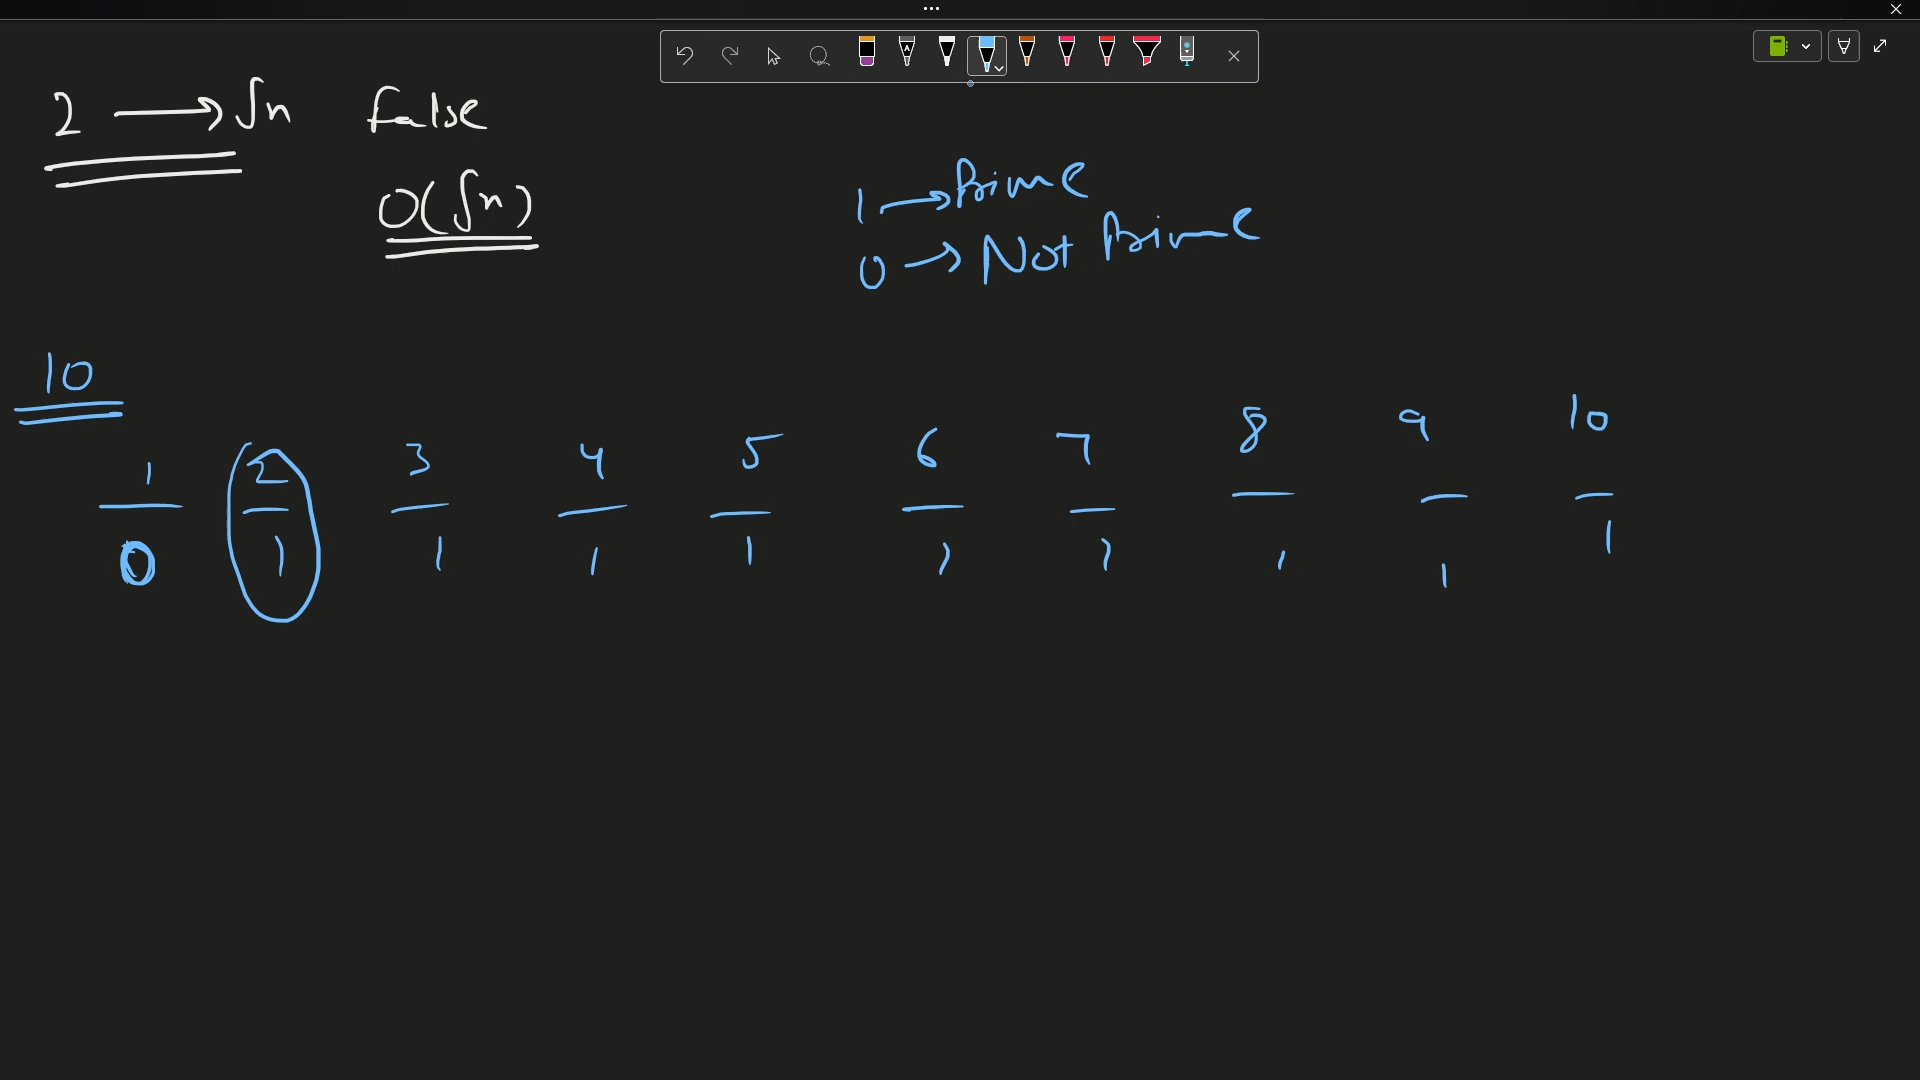 2 → √n false
O(√n)
1 → Prime
0 → Not Prime
10
1 2 3 4 5 6 7 8 9 10
0 1 1 1 1 1 1 1 1 1